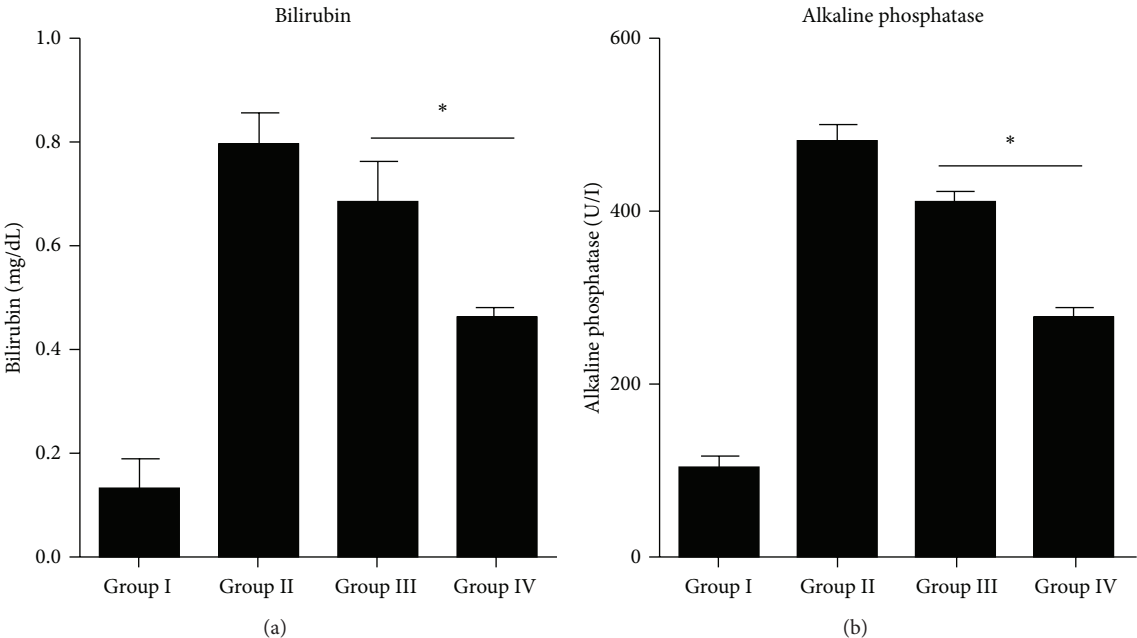 Bilirubin
1.0
0.8
0.6
0.4
0.2
0.0
Bilirubin (mg/dL)
*
Group I Group II Group III Group IV
(a)
Alkaline phosphatase
600
400
200
0
Alkaline phosphatase (U/I)
*
Group I Group II Group III Group IV
(b)